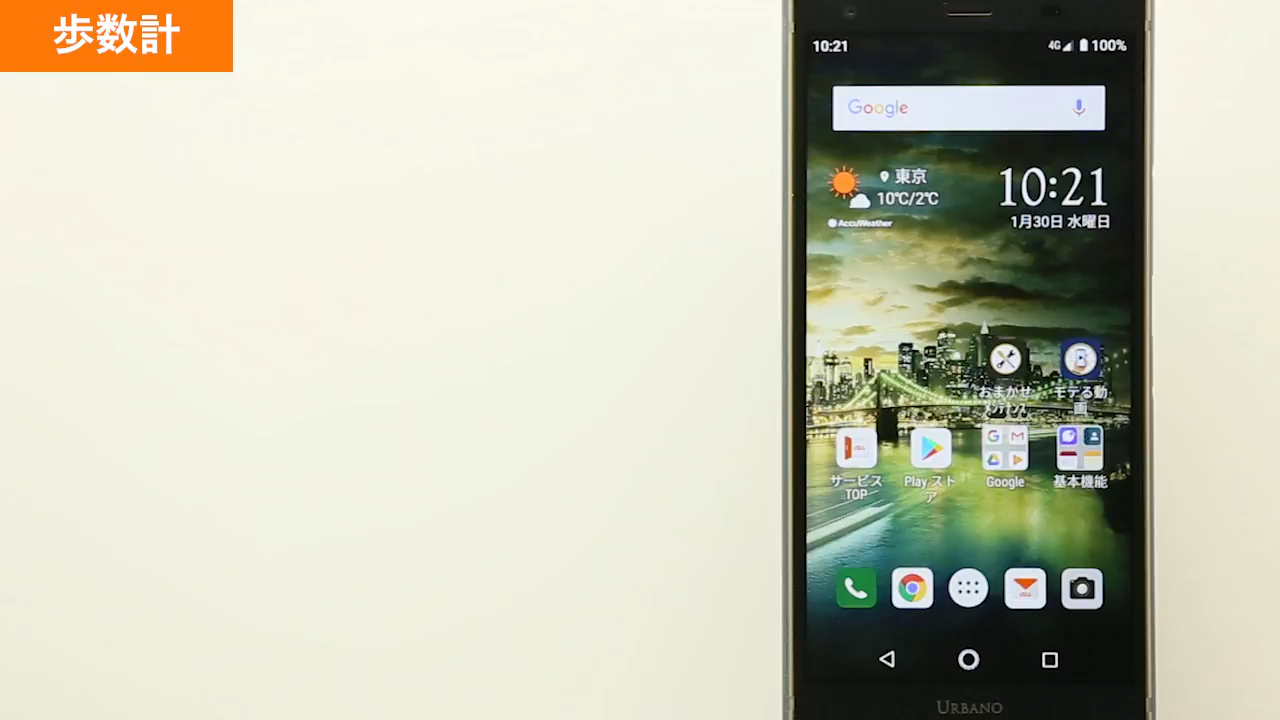 歩数計
10:21
4G
100%
Google
東京
10℃/2℃
AccuWeather
10:21
1月30日 水曜日
おまかせ
モデる動
画
サービス
TOP
Play スト
ア
Google
基本機能
URBANO